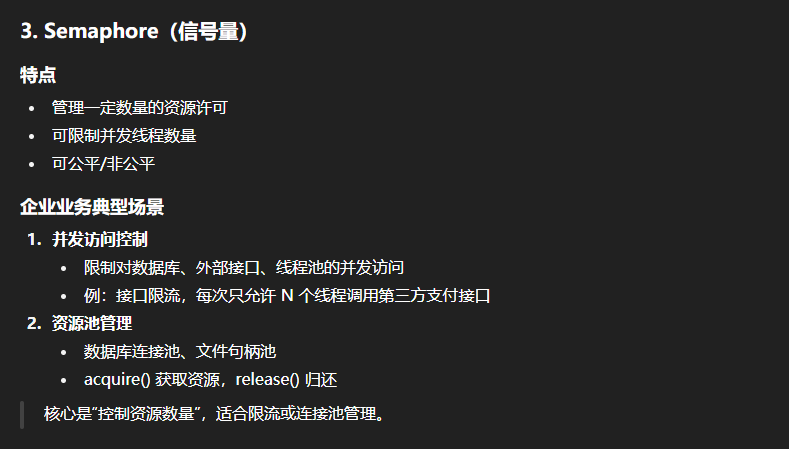 3. Semaphore（信号量）
特点
• 管理一定数量的资源许可
• 可限制并发线程数量
• 可公平/非公平
企业业务典型场景
1. 并发访问控制
• 限制对数据库、外部接口、线程池的并发访问
• 例：接口限流，每次只允许 N 个线程调用第三方支付接口
2. 资源池管理
• 数据库连接池、文件句柄池
• acquire() 获取资源，release() 归还
核心是“控制资源数量”，适合限流或连接池管理。